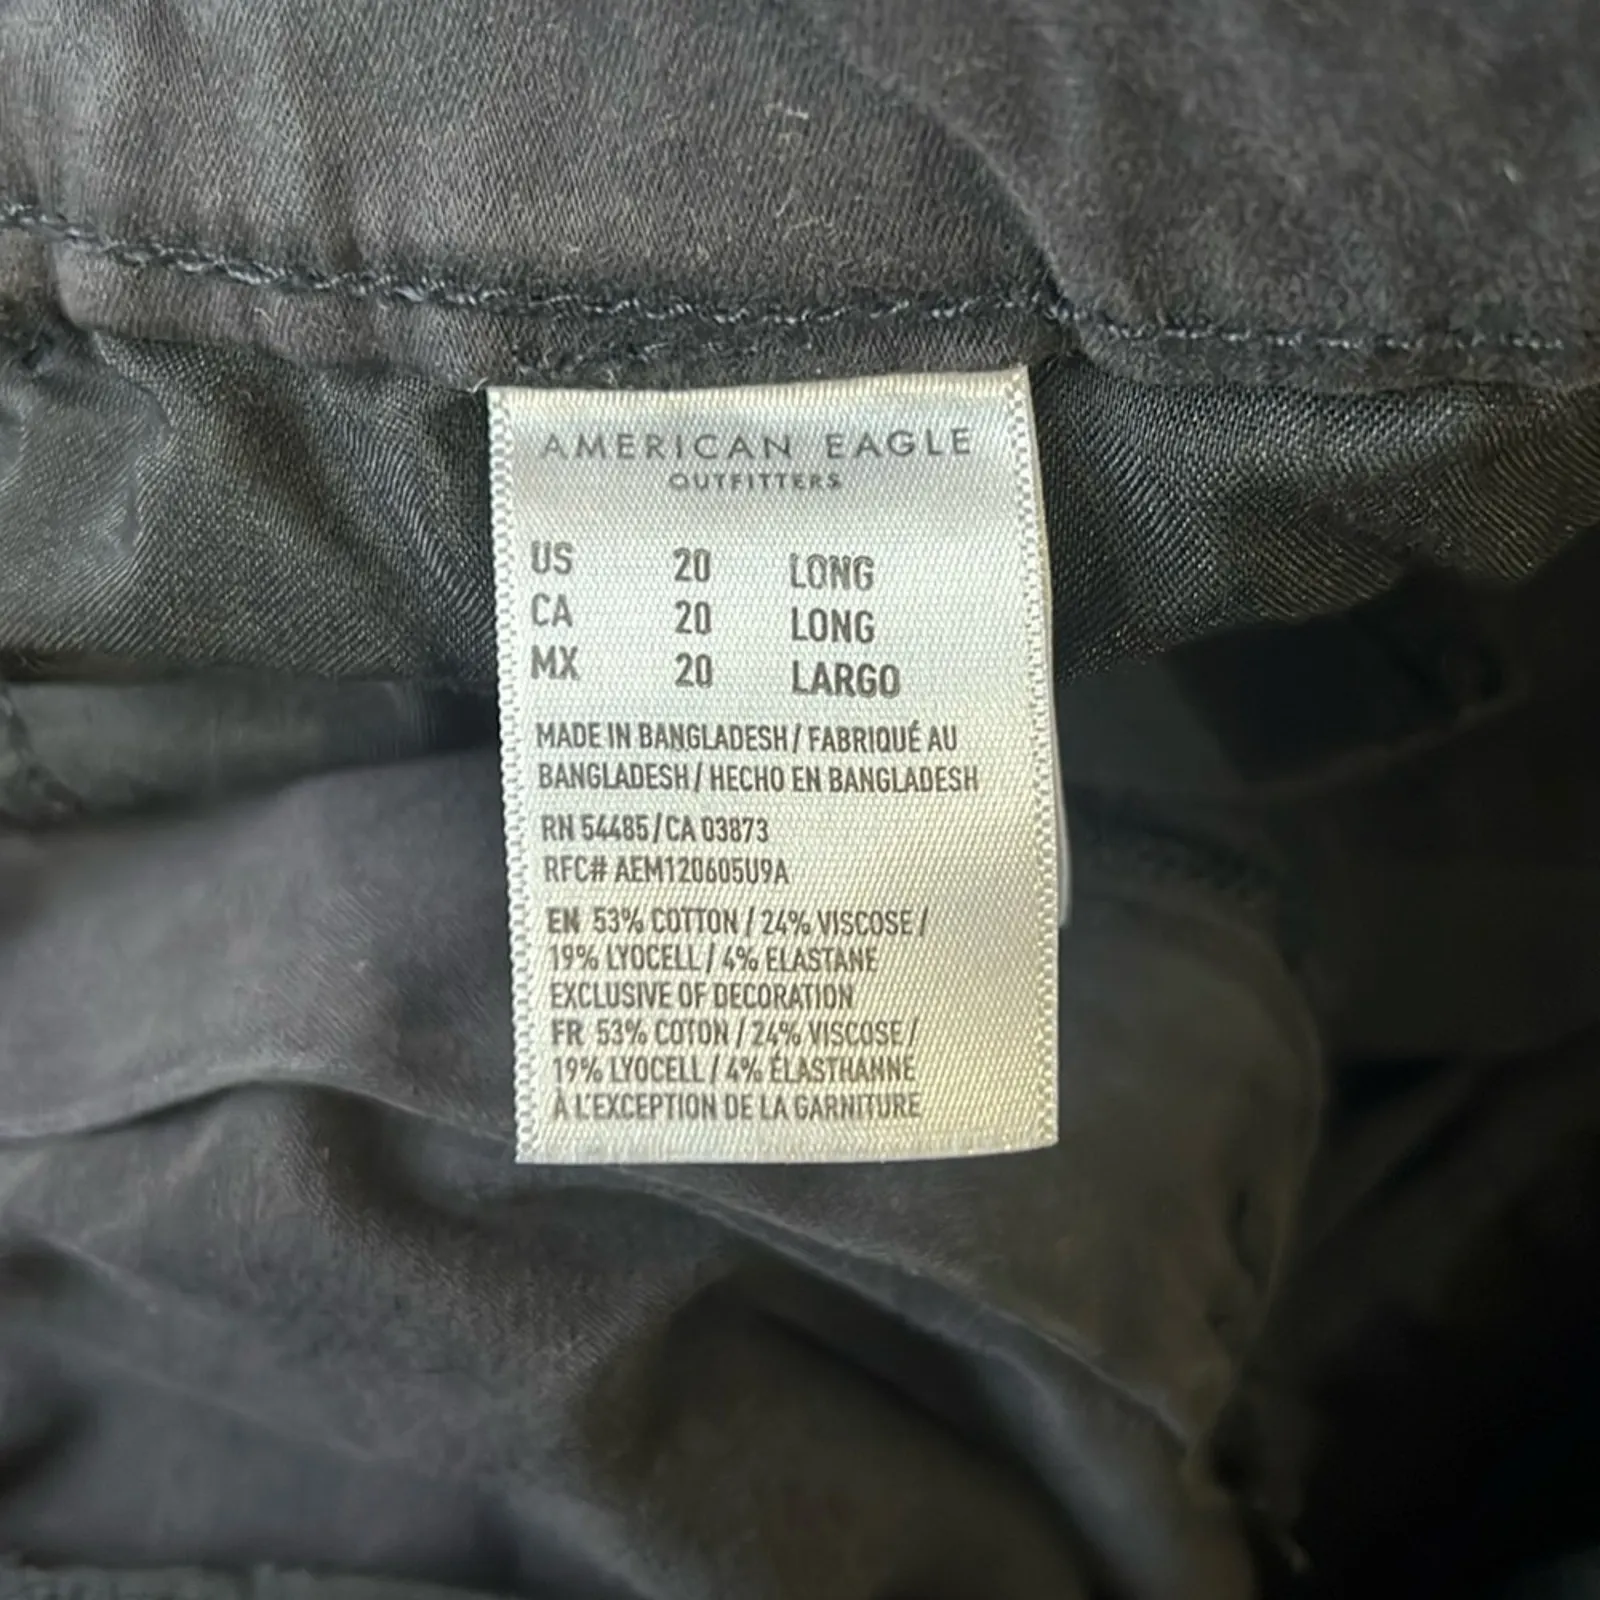 AMERICAN EAGLE
OUTFITTERS
US 20 LONG
CA 20 LONG
MX 20 LARGO
MADE IN BANGLADESH / FABRIQUÉ AU
BANGLADESH / HECHO EN BANGLADESH
RN 54485 / CA 03873
RFC# AEM120605U9A
EN 53% COTTON / 24% VISCOSE /
19% LYOCELL / 4% ELASTANE
EXCLUSIVE OF DECORATION
FR 53% COTON / 24% VISCOSE /
19% LYOCELL / 4% ÉLASTHANNE
À L'EXCEPTION DE LA GARNITURE